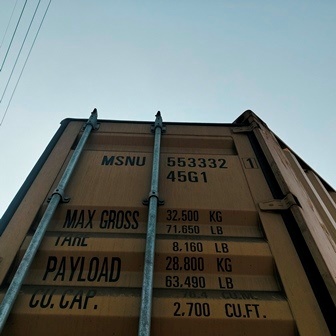 MSNU 553332 1
45G1
MAX GROSS 32.500 KG
71.650 LB
TARE
8.160 LB
PAYLOAD 28.800 KG
63.490 LB
CU. CAP.
2.700 CU.FT.